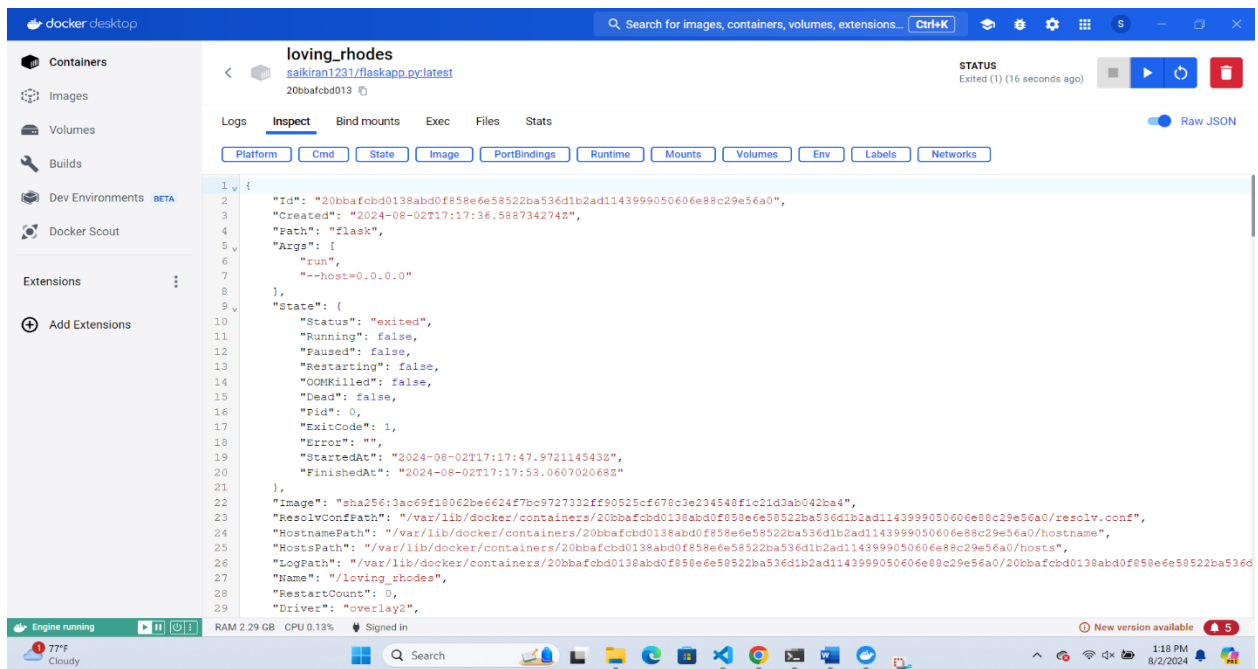 docker desktop
Search for images, containers, volumes, extensions... Ctrl+K
S
Containers
Images
Volumes
Builds
Dev Environments BETA
Docker Scout
Extensions
Add Extensions
loving_rhodes
saikiran1231/flaskapp.py:latest
20bbafcbd013
STATUS
Exited (1) (16 seconds ago)
Logs Inspect Bind mounts Exec Files Stats
Raw JSON
Platform Cmd State Image PortBindings Runtime Mounts Volumes Env Labels Networks
1 {
2 "Id": "20bbafcbd0138abd0f858e6e58522ba536d1b2ad1143999050606e88c29e56a0",
3 "Created": "2024-08-02T17:17:36.588734274Z",
4 "Path": "flask",
5 "Args": [
6 "run",
7 "--host=0.0.0.0"
8 ],
9 "State": {
10 "Status": "exited",
11 "Running": false,
12 "Paused": false,
13 "Restarting": false,
14 "OOMKilled": false,
15 "Dead": false,
16 "Pid": 0,
17 "ExitCode": 1,
18 "Error": "",
19 "StartedAt": "2024-08-02T17:17:47.972114543Z",
20 "FinishedAt": "2024-08-02T17:17:53.060702068Z"
21 },
22 "Image": "sha256:3ac69f18062be6624f7bc9727332ff90525cf678c3e234548f1c21d3ab042ba4",
23 "ResolvConfPath": "/var/lib/docker/containers/20bbafcbd0138abd0f858e6e58522ba536d1b2ad1143999050606e88c29e56a0/resolv.conf",
24 "HostnamePath": "/var/lib/docker/containers/20bbafcbd0138abd0f858e6e58522ba536d1b2ad1143999050606e88c29e56a0/hostname",
25 "HostsPath": "/var/lib/docker/containers/20bbafcbd0138abd0f858e6e58522ba536d1b2ad1143999050606e88c29e56a0/hosts",
26 "LogPath": "/var/lib/docker/containers/20bbafcbd0138abd0f858e6e58522ba536d1b2ad1143999050606e88c29e56a0/20bbafcbd0138abd0f858e6e58522ba536d
27 "Name": "/loving_rhodes",
28 "RestartCount": 0,
29 "Driver": "overlay2",
Engine running
RAM 2.29 GB CPU 0.13% Signed in
New version available 5
1
77°F
Cloudy
Search
1:18 PM
8/2/2024
PRE